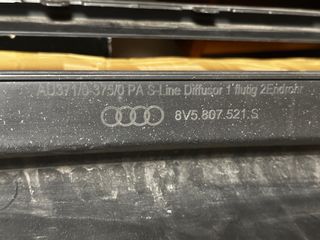 AU371/0-375/0 PA S-Line Diffusor 1 flutig 2Endrohr
8V5.807.521.S